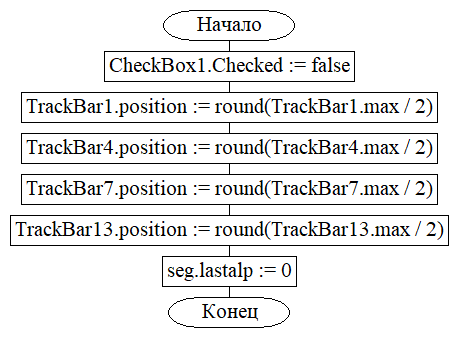 Начало
CheckBox1.Checked := false
TrackBar1.position := round(TrackBar1.max / 2)
TrackBar4.position := round(TrackBar4.max / 2)
TrackBar7.position := round(TrackBar7.max / 2)
TrackBar13.position := round(TrackBar13.max / 2)
seg.lastalp := 0
Конец